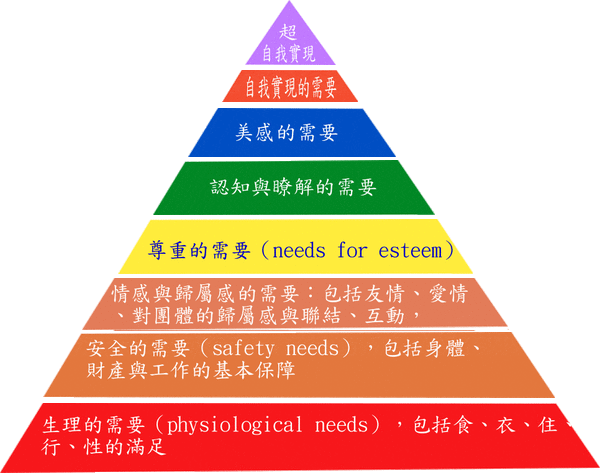 超
自我實現
自我實現的需要
美感的需要
認知與瞭解的需要
尊重的需要（needs for esteem）
情感與歸屬感的需要：包括友情、愛情
、對團體的歸屬感與聯結、互動，
安全的需要（safety needs），包括身體、
財產與工作的基本保障
生理的需要（physiological needs），包括食、衣、住、
行、性的滿足